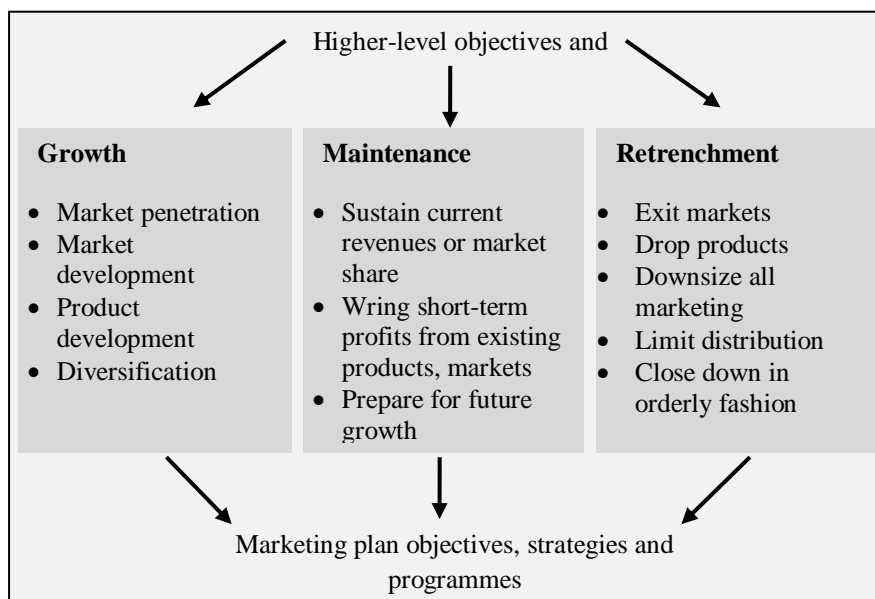 Higher-level objectives and
Growth
• Market penetration
• Market
development
• Product
development
• Diversification
Maintenance
• Sustain current
revenues or market
share
• Wring short-term
profits from existing
products, markets
• Prepare for future
growth
Retrenchment
• Exit markets
• Drop products
• Downsize all
marketing
• Limit distribution
• Close down in
orderly fashion
Marketing plan objectives, strategies and
programmes